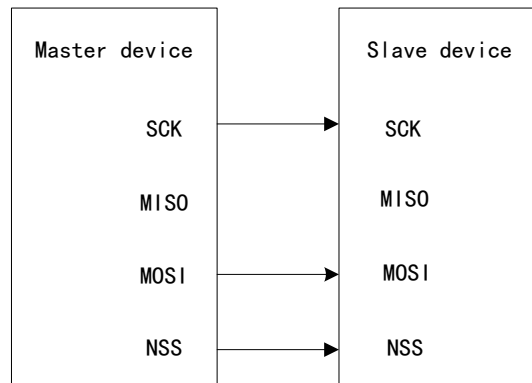 Master device
SCK
MISO
MOSI
NSS
Slave device
SCK
MISO
MOSI
NSS